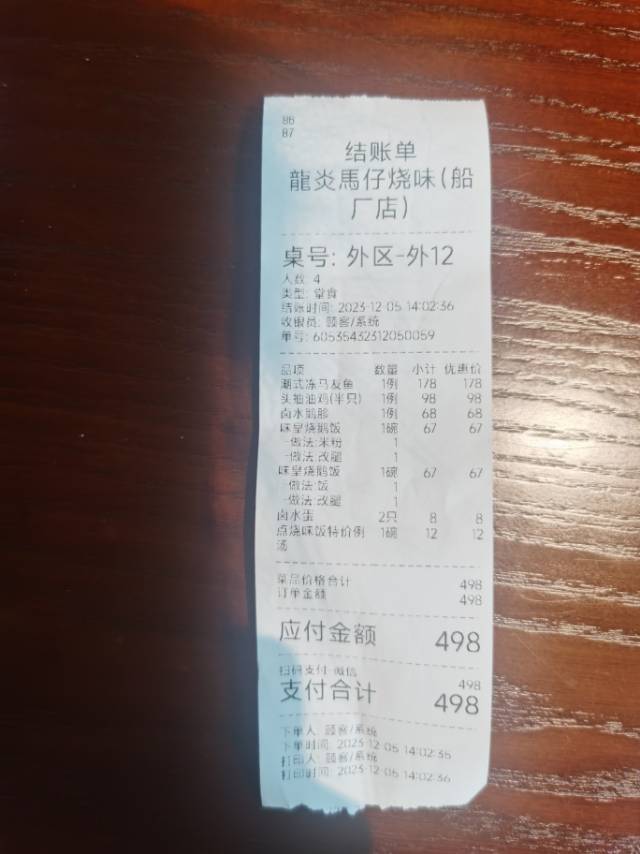 86
87
结账单
龍炎馬仔烧味(船
厂店)
桌号: 外区-外12
人数: 4
类型: 堂食
结账时间: 2023-12-05 14:02:36
收银员: 顾客/系统
单号: 60535432312050059
品项 数量 小计 优惠价
潮式冻马友鱼 1例 178 178
头抽油鸡(半只) 1例 98 98
卤水鹅胗 1例 68 68
味皇烧鹅饭 1碗 67 67
-做法:米粉 1
-做法:改腿 1
味皇烧鹅饭 1碗 67 67
-做法:饭 1
-做法:改腿 1
卤水蛋 2只 8 8
点烧味饭特价例 1碗 12 12
汤
菜品价格合计 498
订单金额 498
应付金额 498
扫码支付-微信 498
支付合计 498
下单人: 顾客/系统
下单时间: 2023-12-05 14:02:35
打印人: 顾客/系统
打印时间: 2023-12-05 14:02:36